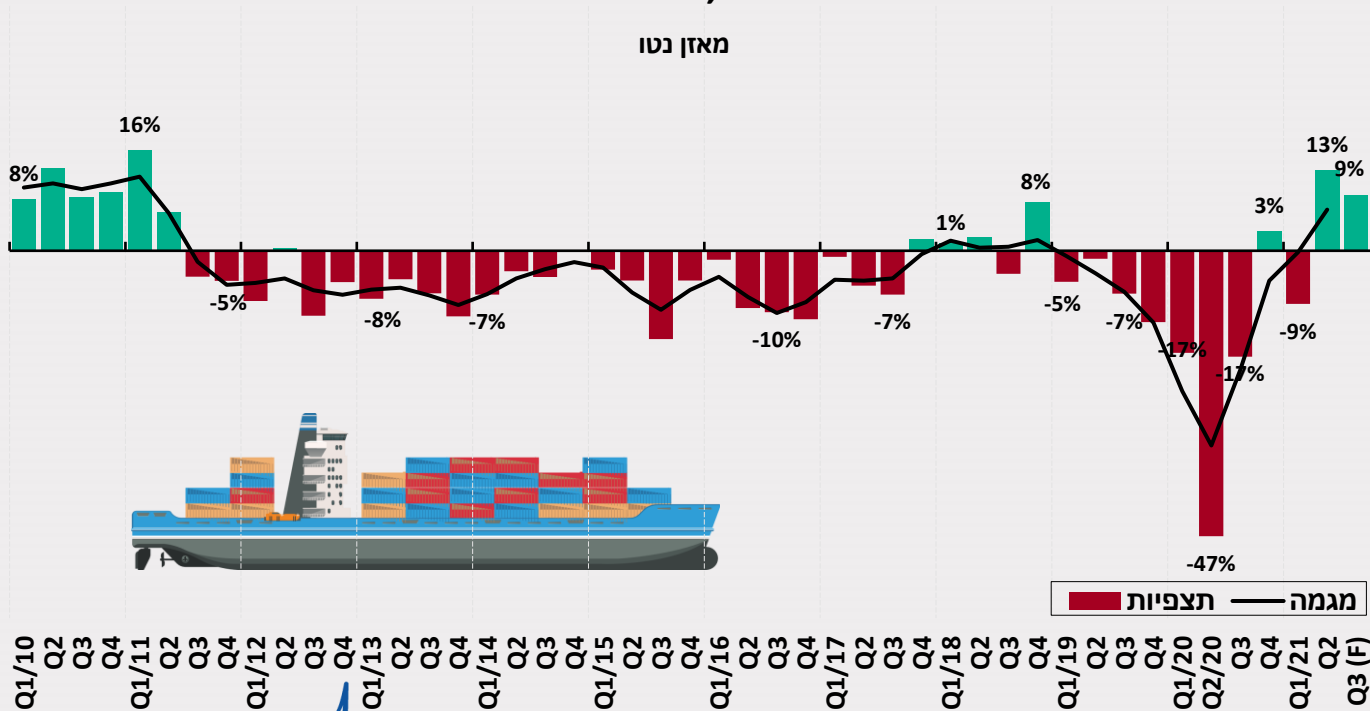 מאזן נטו
8%
16%
-5%
-8%
-7%
-10%
-7%
1%
8%
-5%
-7%
-17%
-47%
-17%
3%
-9%
13%
9%
תצפיות
מגמה
Q1/10
Q2
Q3
Q4
Q1/11
Q2
Q3
Q4
Q1/12
Q2
Q3
Q4
Q1/13
Q2
Q3
Q4
Q1/14
Q2
Q3
Q4
Q1/15
Q2
Q3
Q4
Q1/16
Q2
Q3
Q4
Q1/17
Q2
Q3
Q4
Q1/18
Q2
Q3
Q4
Q1/19
Q2
Q3
Q4
Q1/20
Q2/20
Q3
Q4
Q1/21
Q2
Q3 (F)